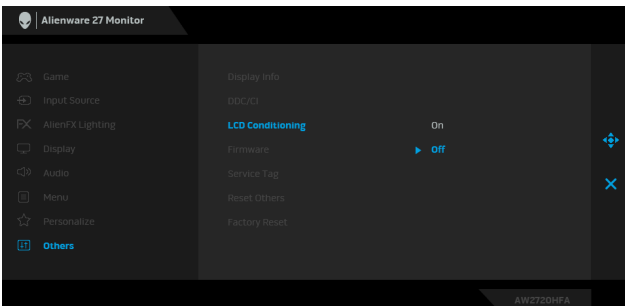 Alienware 27 Monitor
Game
Display Info
Input Source
DDC/CI
FX AlienFX Lighting
LCD Conditioning On
Display
Firmware Off
Audio
Service Tag
Menu
Reset Others
Personalize
Factory Reset
Others
AW2720HFA